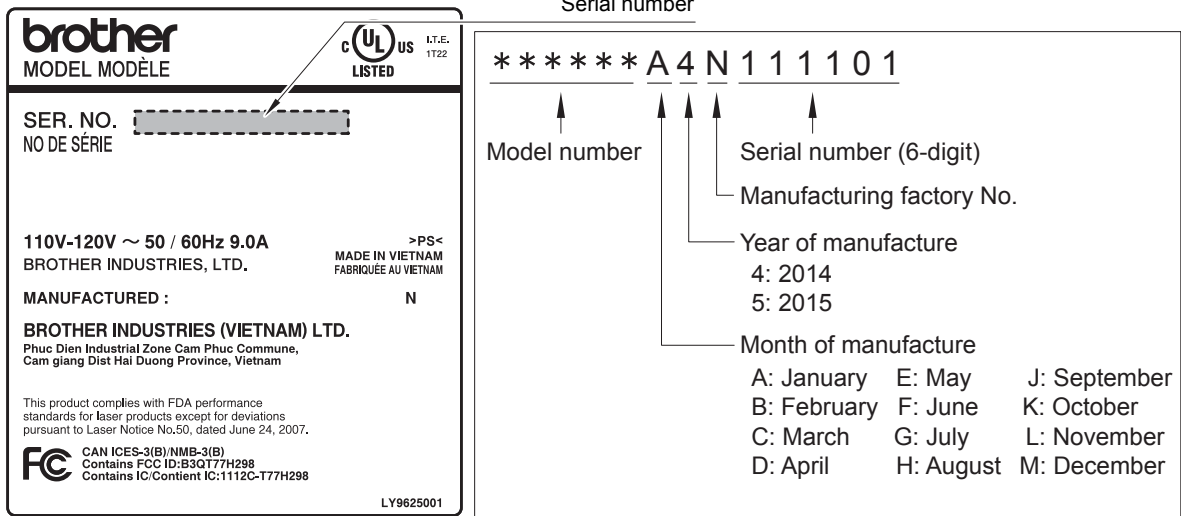 Serial number
brother
MODEL MODÈLE
C UL US LISTED
I.T.E.
1T22
SER. NO.
NO DE SÉRIE
110V-120V ~ 50 / 60Hz 9.0A
BROTHER INDUSTRIES, LTD.
>PS<
MADE IN VIETNAM
FABRIQUÉE AU VIETNAM
MANUFACTURED : N
BROTHER INDUSTRIES (VIETNAM) LTD.
Phuc Dien Industrial Zone Cam Phuc Commune,
Cam giang Dist Hai Duong Province, Vietnam
This product complies with FDA performance
standards for laser products except for deviations
pursuant to Laser Notice No.50, dated June 24, 2007.
FC
CAN ICES-3(B)/NMB-3(B)
Contains FCC ID:B3QT77H298
Contains IC/Contient IC:1112C-T77H298
LY9625001
******A4N111101
Model number
Serial number (6-digit)
Manufacturing factory No.
Year of manufacture
4: 2014
5: 2015
Month of manufacture
A: January E: May J: September
B: February F: June K: October
C: March G: July L: November
D: April H: August M: December